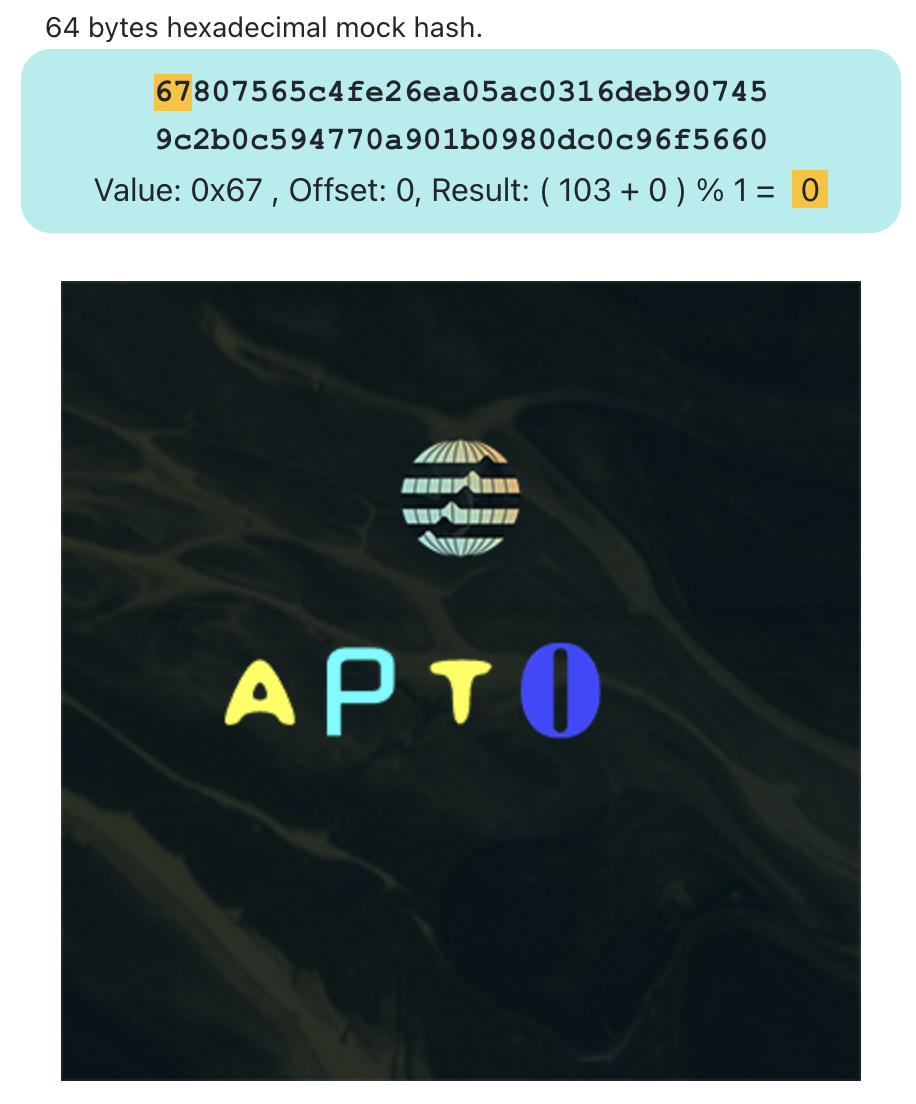 64 bytes hexadecimal mock hash.
67807565c4fe26ea05ac0316deb90745
9c2b0c594770a901b0980dc0c96f5660
Value: 0x67 , Offset: 0, Result: ( 103 + 0 ) % 1 = 0
APTO